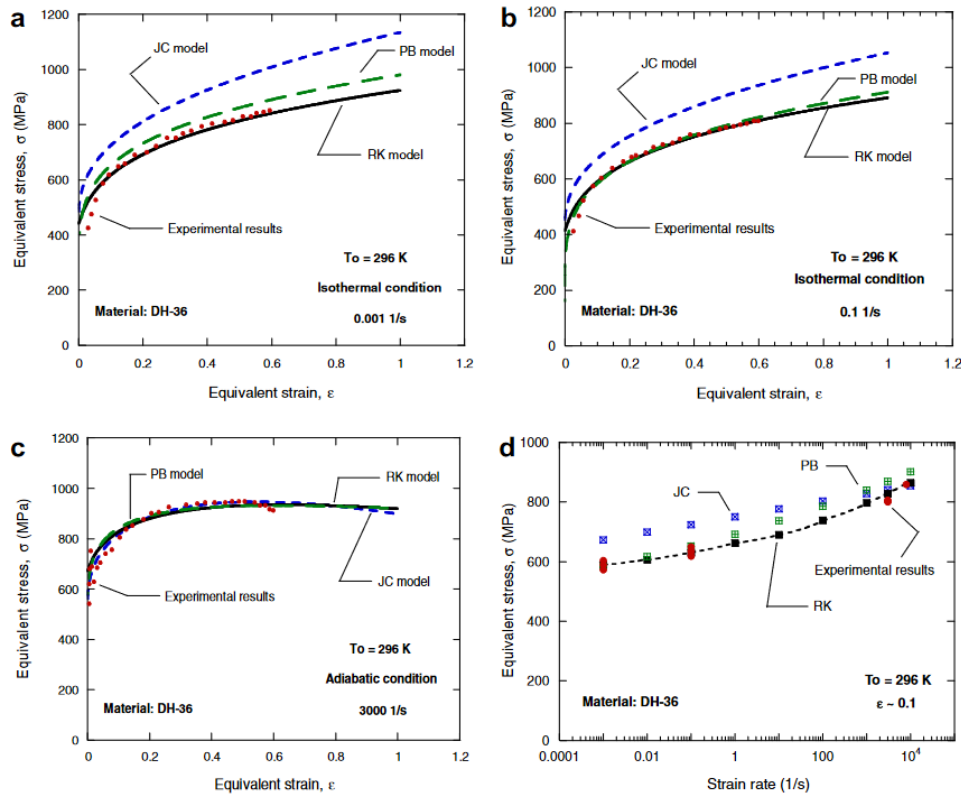 a
1200
1000
800
600
400
200
0
Equivalent stress, σ (MPa)
JC model
PB model
RK model
Experimental results
To = 296 K
Isothermal condition
Material: DH-36
0.001 1/s
0 0.2 0.4 0.6 0.8 1 1.2
Equivalent strain, ε
b
1200
1000
800
600
400
200
0
Equivalent stress, σ (MPa)
JC model
PB model
RK model
Experimental results
To = 296 K
Isothermal condition
Material: DH-36
0.1 1/s
0 0.2 0.4 0.6 0.8 1 1.2
Equivalent strain, ε
c
1200
1000
800
600
400
200
0
Equivalent stress, σ (MPa)
PB model
RK model
JC model
Experimental results
To = 296 K
Adiabatic condition
Material: DH-36
3000 1/s
0 0.2 0.4 0.6 0.8 1 1.2
Equivalent strain, ε
d
1000
800
600
400
200
0
Equivalent stress, σ (MPa)
PB
JC
Experimental results
RK
To = 296 K
Material: DH-36
ε ~ 0.1
0.0001 0.01 1 100 10⁴
Strain rate (1/s)